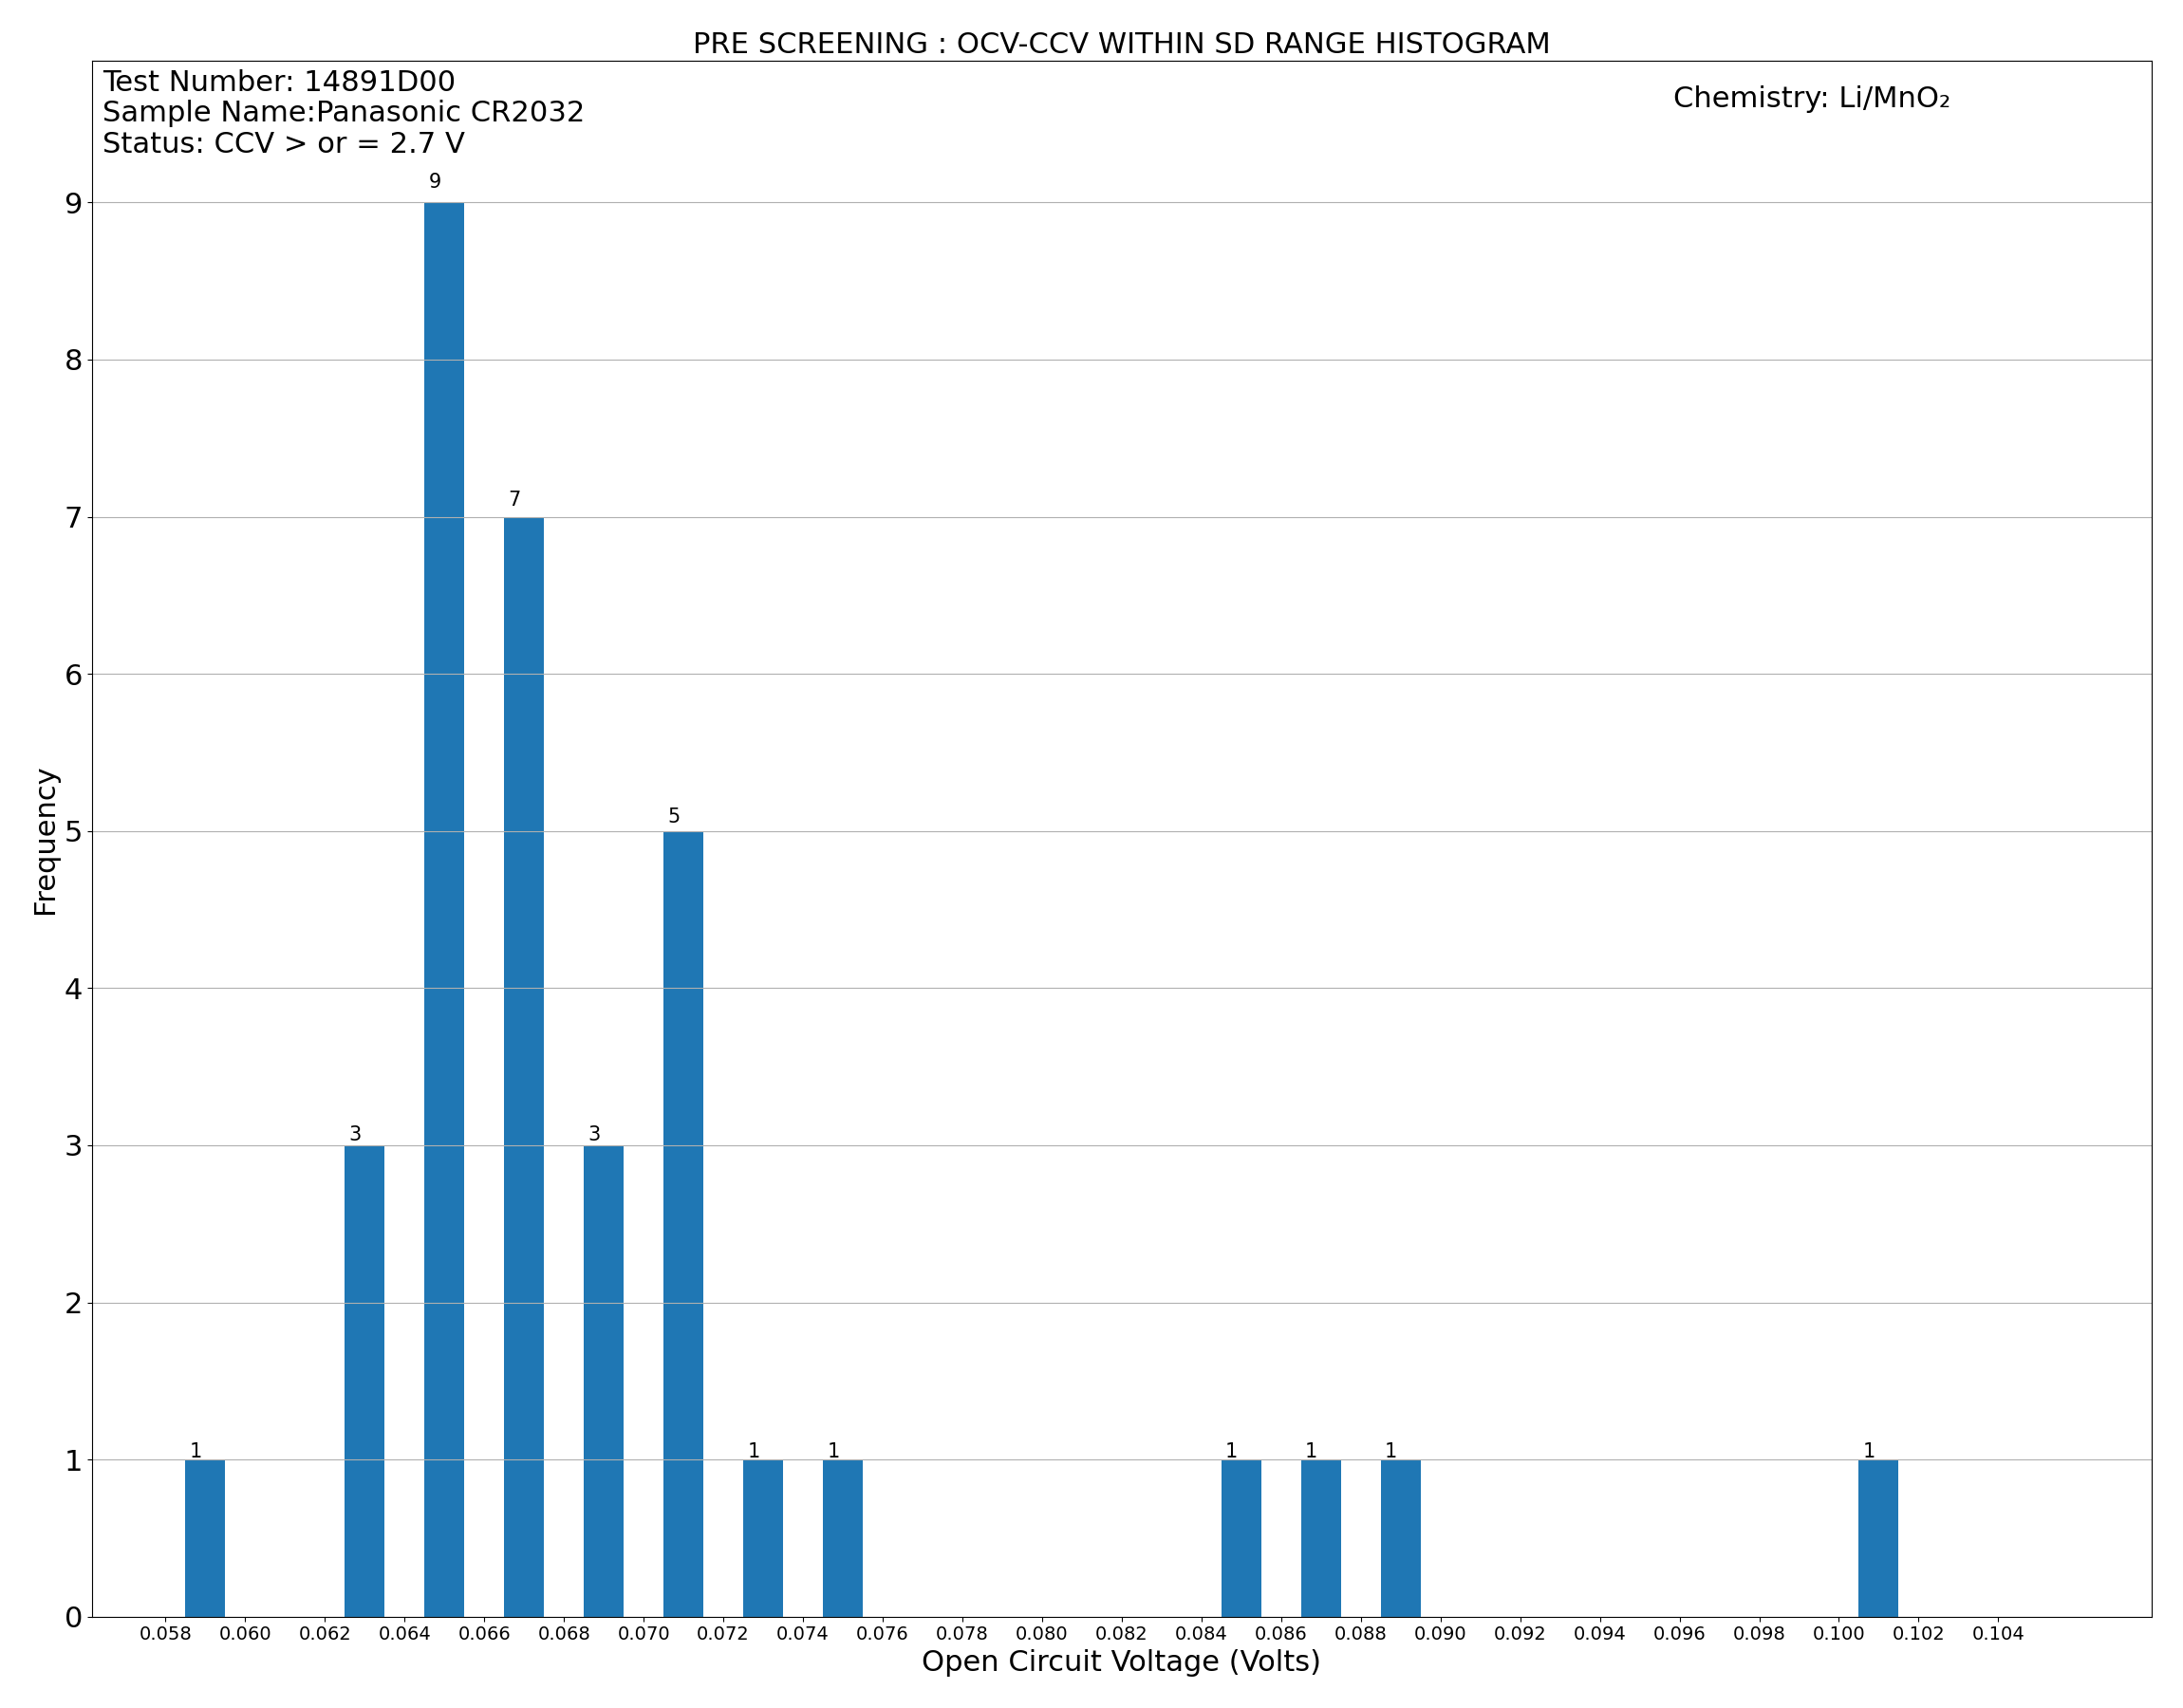 PRE SCREENING : OCV-CCV WITHIN SD RANGE HISTOGRAM
Test Number: 14891D00
Sample Name:Panasonic CR2032
Status: CCV > or = 2.7 V
Chemistry: Li/MnO₂
9
7
5
3
3
1
1
1
1
1
1
1
9
8
7
6
5
4
3
2
1
0
Frequency
0.058 0.060 0.062 0.064 0.066 0.068 0.070 0.072 0.074 0.076 0.078 0.080 0.082 0.084 0.086 0.088 0.090 0.092 0.094 0.096 0.098 0.100 0.102 0.104
Open Circuit Voltage (Volts)